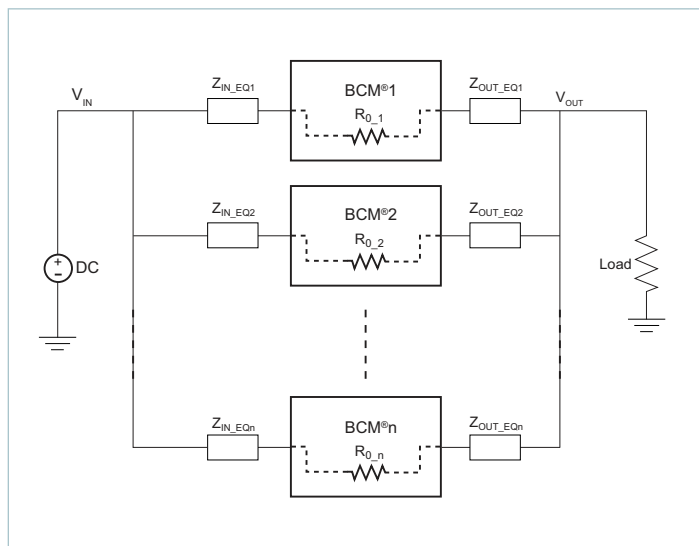 V_IN
Z_IN_EQ1
BCM®1
R_0_1
Z_OUT_EQ1
V_OUT
Z_IN_EQ2
BCM®2
R_0_2
Z_OUT_EQ2
+
-
DC
Load
Z_IN_EQn
BCM®n
R_0_n
Z_OUT_EQn